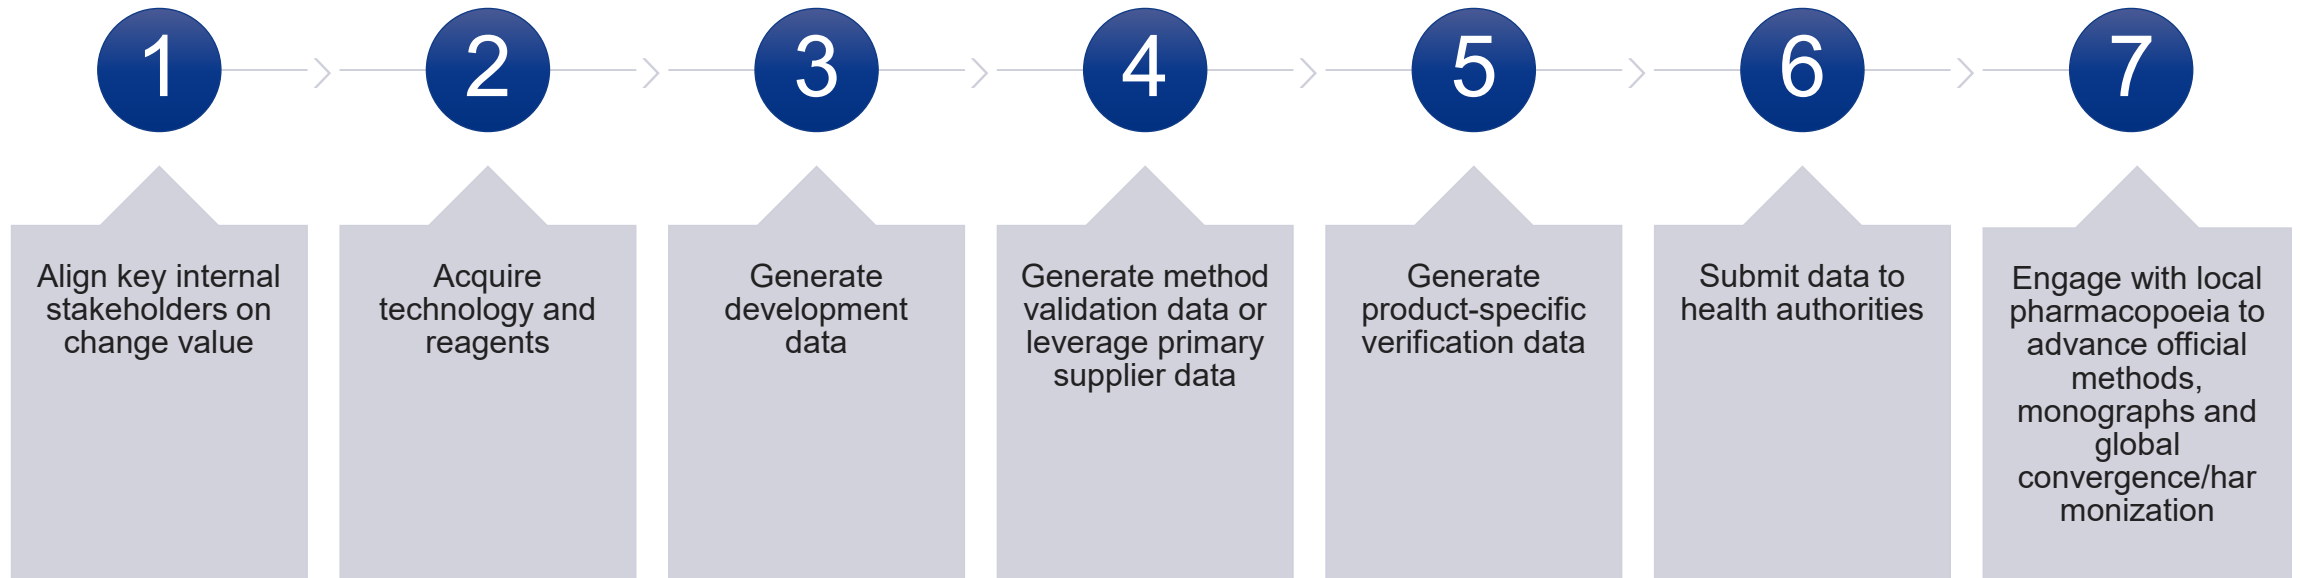 1
2
3
4
5
6
7
Align key internal
stakeholders on
change value
Acquire
technology and
reagents
Generate
development
data
Generate method
validation data or
leverage primary
supplier data
Generate
product-specific
verification data
Submit data to
health authorities
Engage with local
pharmacopoeia to
advance official
methods,
monographs and
global
convergence/har
monization